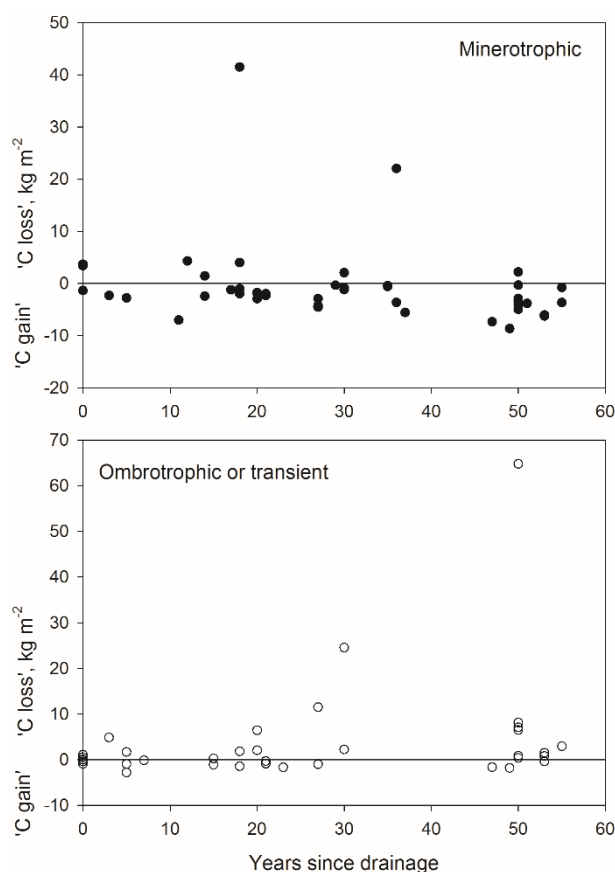 50
Minerotrophic
40
30
20
10
0
-10
-20
'C gain' 'C loss', kg m⁻²
0 10 20 30 40 50 60
70
Ombrotrophic or transient
60
50
40
30
20
10
0
-10
'C gain' 'C loss', kg m⁻²
0 10 20 30 40 50 60
Years since drainage